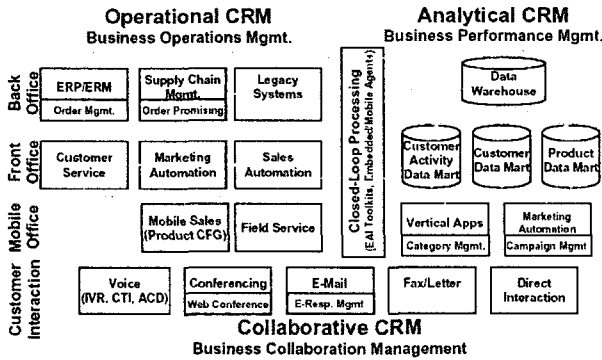 Operational CRM
Business Operations Mgmt.
Analytical CRM
Business Performance Mgmt.
Back
Office
ERP/ERM
Order Mgmt.
Supply Chain
Mgmt.
Order Promising
Legacy
Systems
Closed-Loop Processing
(EAI Toolkits, Embedded/Mobile Agents)
Data
Warehouse
Front
Office
Customer
Service
Marketing
Automation
Sales
Automation
Customer
Activity
Data Mart
Customer
Data Mart
Product
Data Mart
Mobile
Office
Mobile Sales
(Product CFG)
Field Service
Vertical Apps
Category Mgmt.
Marketing
Automation
Campaign Mgmt
Customer
Interaction
Voice
(IVR, CTI, ACD)
Conferencing
Web Conference
E-Mail
E-Resp. Mgmt
Fax/Letter
Direct
Interaction
Collaborative CRM
Business Collaboration Management